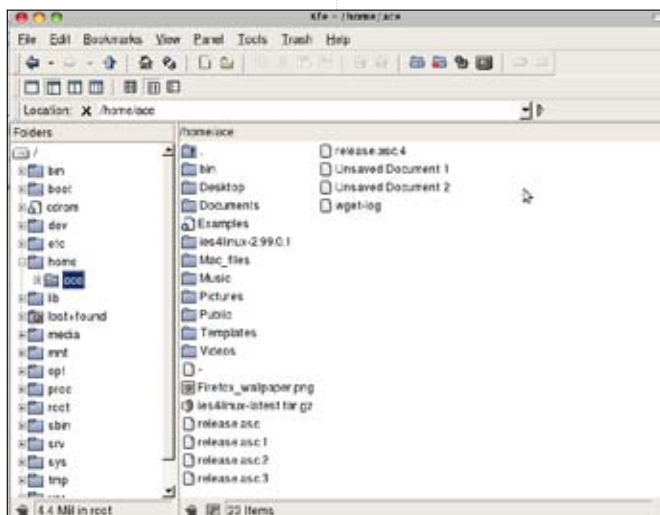 Xfe - /home/ace
File Edit Bookmarks View Panel Tools Trash Help
Location: /home/ace
Folders
/
bin
boot
cdrom
dev
etc
home
ace
lib
lost+found
media
mnt
opt
proc
root
sbin
srv
sys
tmp
4.4 MB in root
/home/ace
.
bin
Desktop
Documents
Examples
ies4linux-2.99.0.1
Mac_files
Music
Pictures
Public
Templates
Videos
-
Firefox_wallpaper.png
ies4linux-latest.tar.gz
release.asc
release.asc.1
release.asc.2
release.asc.3
release.asc.4
Unsaved Document 1
Unsaved Document 2
wget-log
23 Items